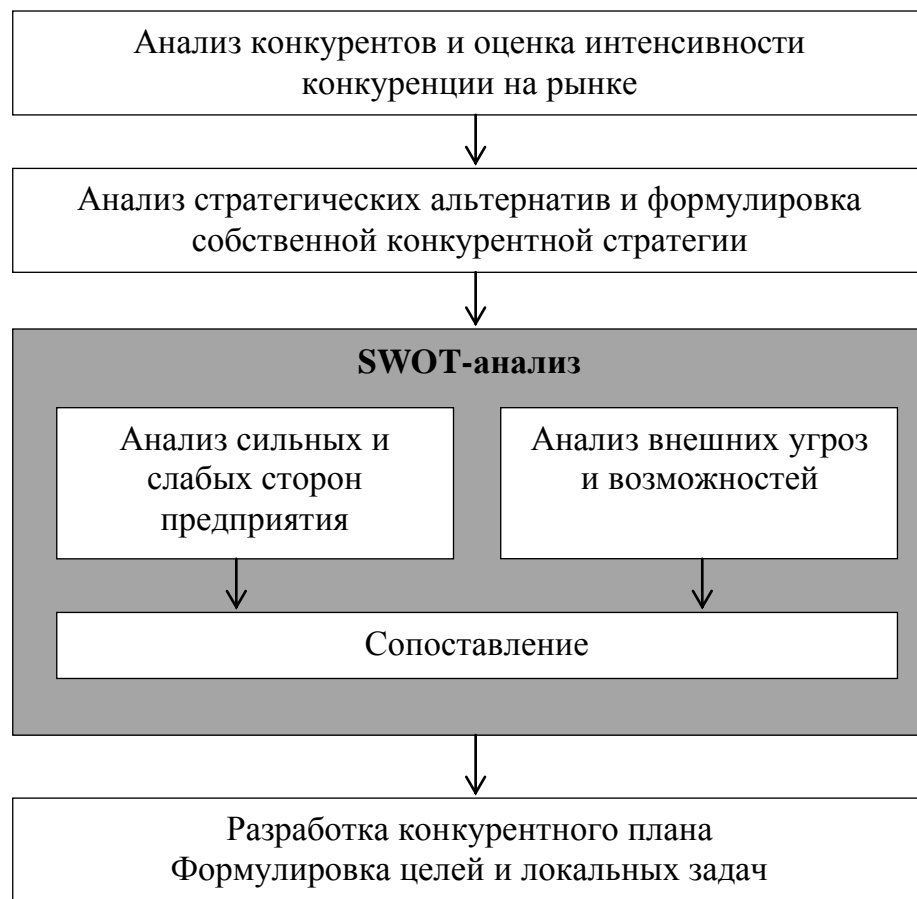 Анализ конкурентов и оценка интенсивности
конкуренции на рынке
Анализ стратегических альтернатив и формулировка
собственной конкурентной стратегии
SWOT-анализ
Анализ сильных и
слабых сторон
предприятия
Анализ внешних угроз
и возможностей
Сопоставление
Разработка конкурентного плана
Формулировка целей и локальных задач